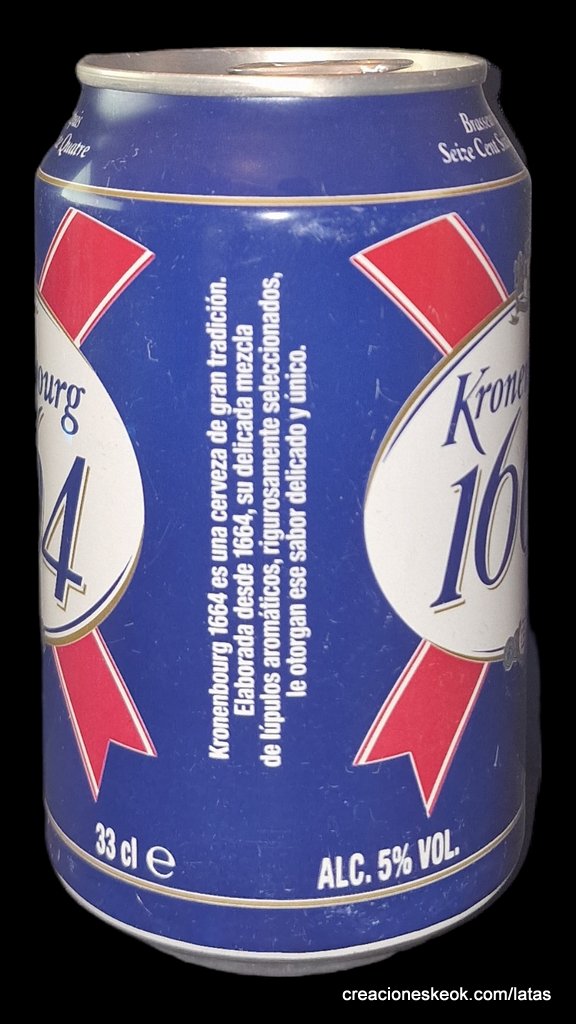 Quatre
Seize Cent
ourg
4
Kronenbourg 1664 es una cerveza de gran tradición.
Elaborada desde 1664, su delicada mezcla
de lúpulos aromáticos, rigurosamente seleccionados,
le otorgan ese sabor delicado y único.
Krone
166
33 cl e
ALC. 5% VOL.
creacioneskeok.com/latas